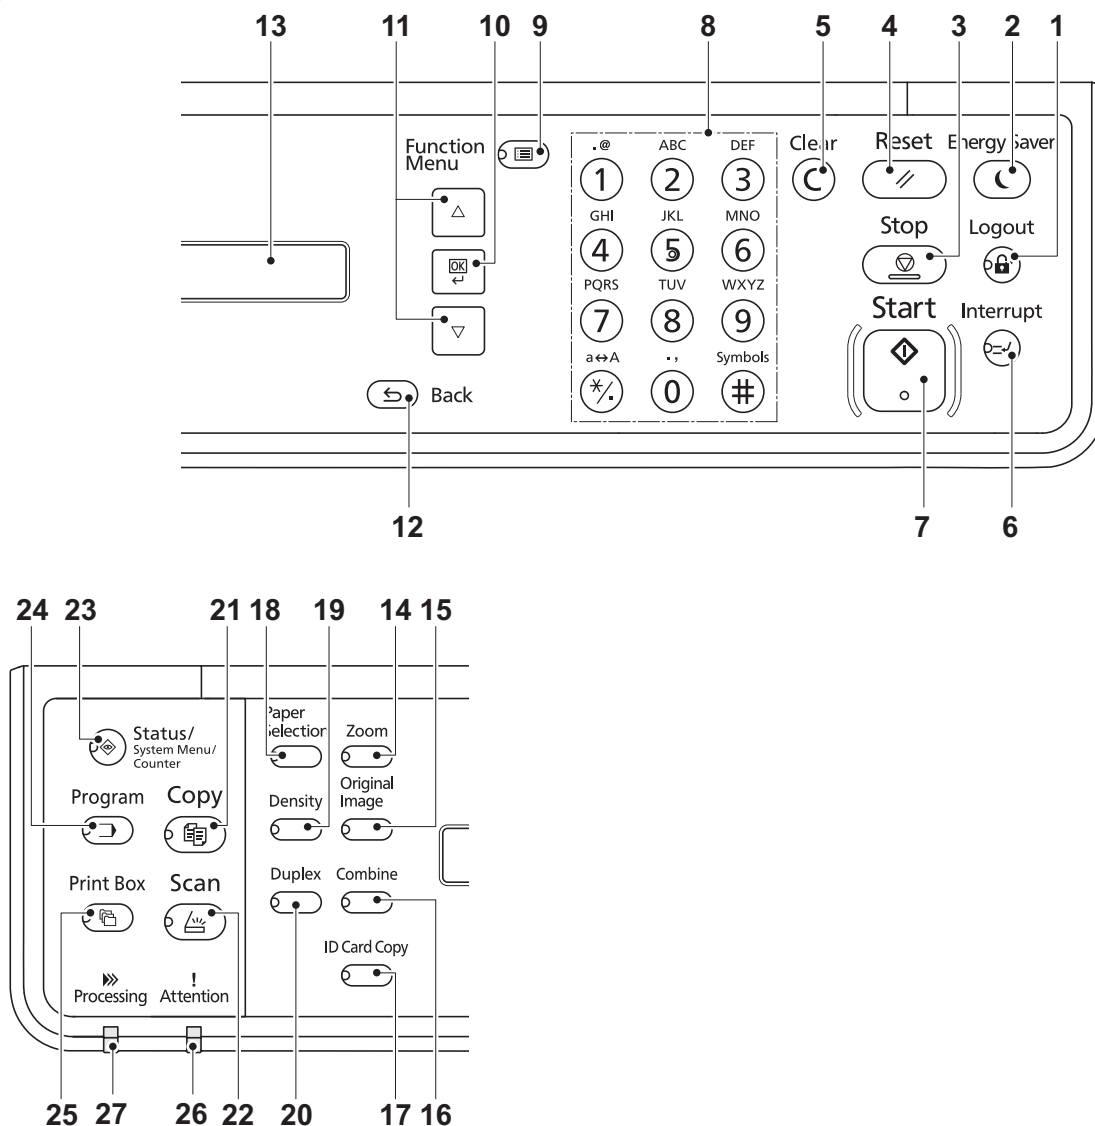 13 11 10 9 8 5 4 3 2 1
Function
Menu
.@ ABC DEF
Clear Reset Energy Saver
1 2 3 C
GHI JKL MNO
Stop Logout
OK
4 5 6
PQRS TUV WXYZ
Start Interrupt
7 8 9
a↔A ., Symbols
*/. 0 #
Back
12 7 6
24 23 21 18 19 14 15
Paper
Selection
Zoom
Status/
System Menu/
Counter
Program Copy
Density
Original
Image
Print Box Scan
Duplex Combine
ID Card Copy
Processing
!
Attention
25 27 26 22 20 17 16